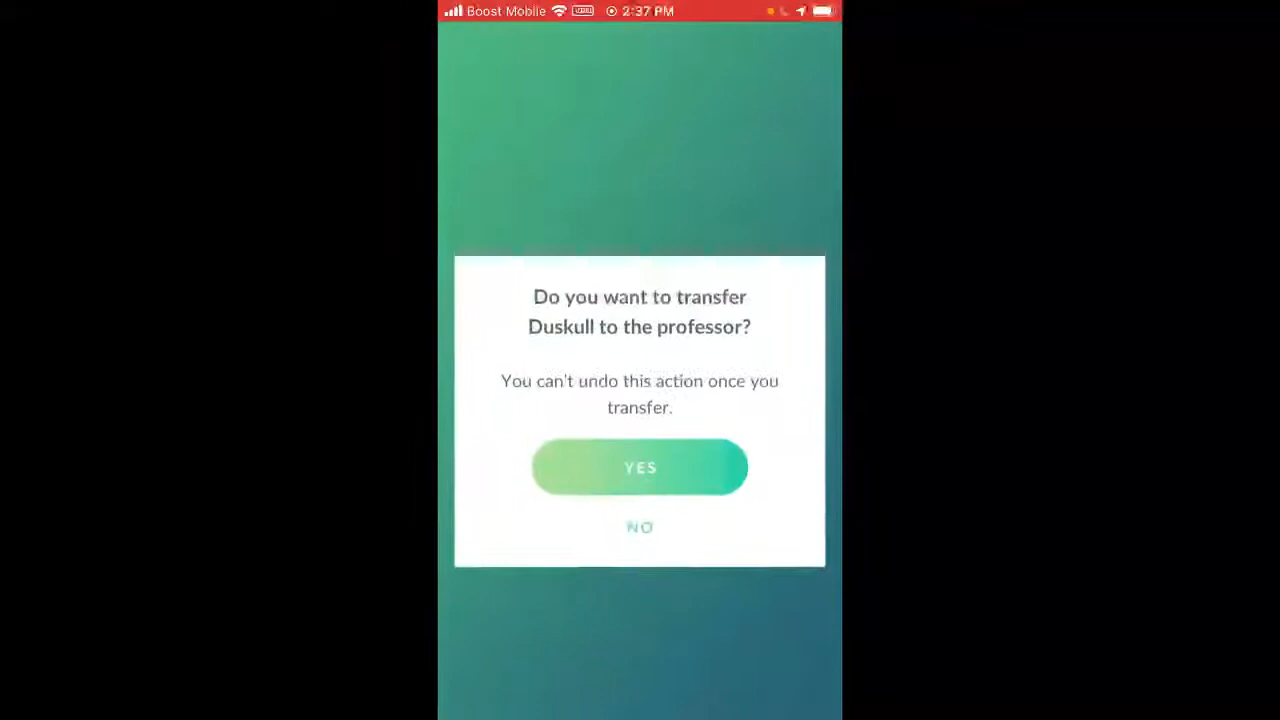 Boost Mobile 2:37 PM
Do you want to transfer
Duskull to the professor?
You can't undo this action once you
transfer.
YES
NO